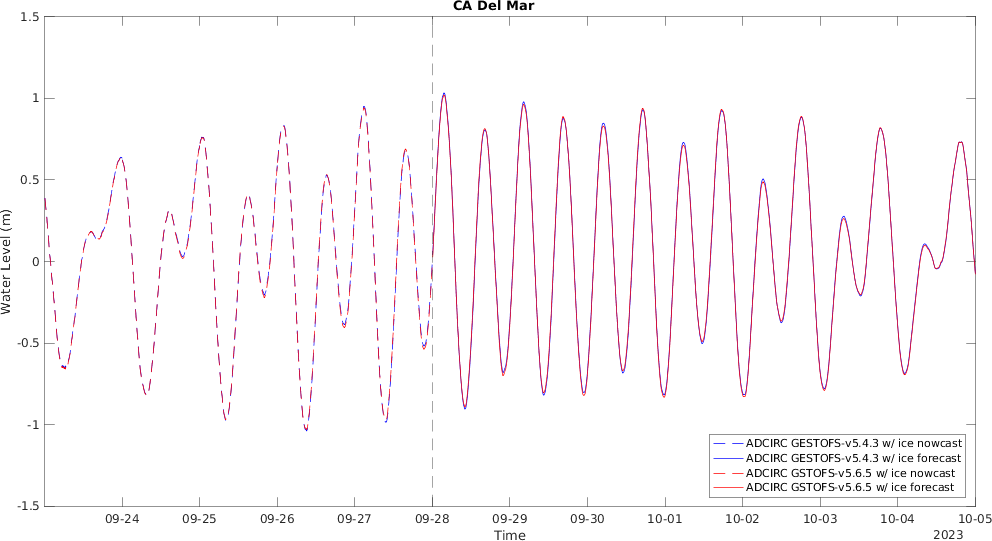 CA Del Mar
1.5
1
0.5
0
-0.5
-1
-1.5
Water Level (m)
ADCIRC GESTOFS-v5.4.3 w/ ice nowcast
ADCIRC GESTOFS-v5.4.3 w/ ice forecast
ADCIRC GSTOFS-v5.6.5 w/ ice nowcast
ADCIRC GSTOFS-v5.6.5 w/ ice forecast
09-24 09-25 09-26 09-27 09-28 09-29 09-30 10-01 10-02 10-03 10-04 10-05
Time
2023